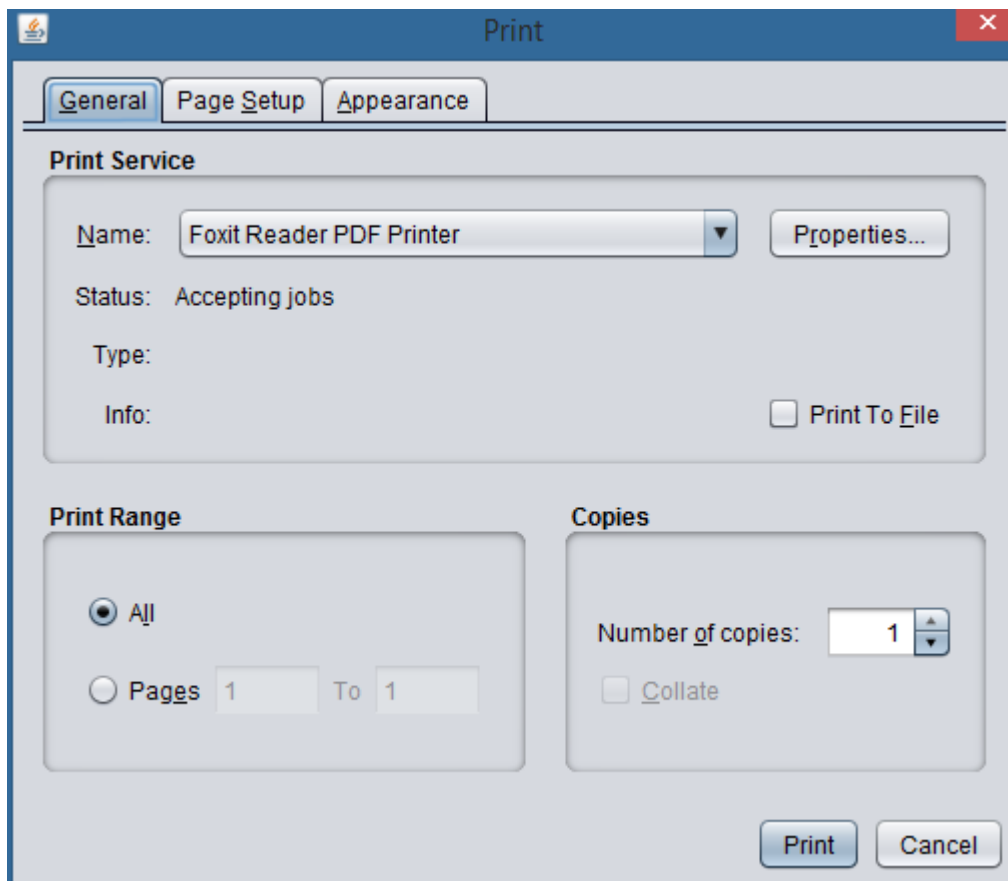 Print
General Page Setup Appearance
Print Service
Name: Foxit Reader PDF Printer Properties...
Status: Accepting jobs
Type:
Info: Print To File
Print Range Copies
All
Number of copies: 1
Pages 1 To 1 Collate
Print Cancel